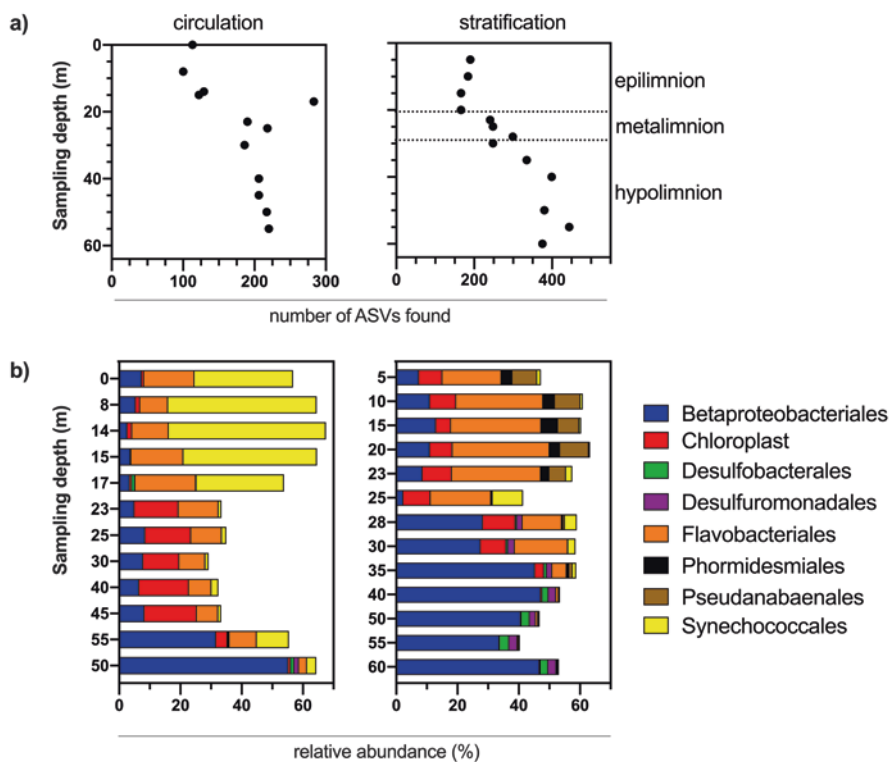 a)
circulation
stratification
Sampling depth (m)
0
20
40
60
0
100
200
300
0
200
400
epilimnion
metalimnion
hypolimnion
number of ASVs found
b)
Sampling depth (m)
0
8
14
15
17
23
25
30
40
45
55
50
0
20
40
60
5
10
15
20
23
25
28
30
35
40
50
55
60
0
20
40
60
relative abundance (%)
Betaproteobacteriales
Chloroplast
Desulfobacterales
Desulfuromonadales
Flavobacteriales
Phormidesmiales
Pseudanabaenales
Synechococcales